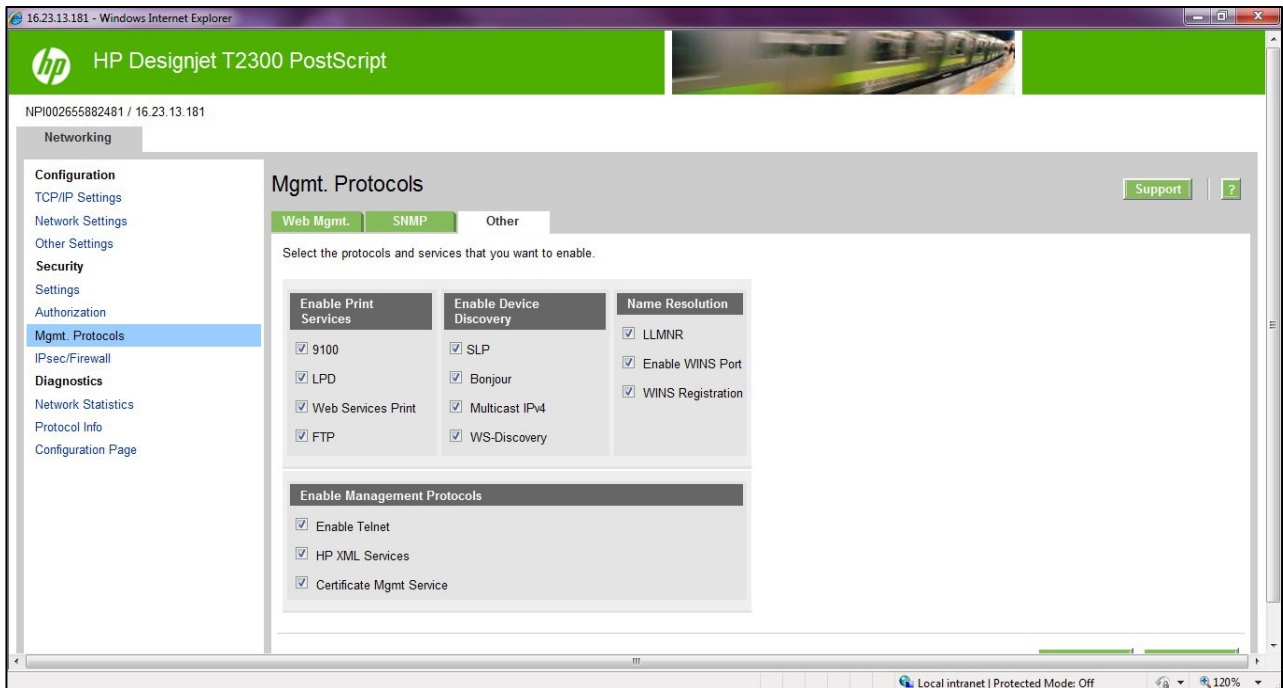 16.23.13.181 - Windows Internet Explorer
hp HP Designjet T2300 PostScript
NPI002655882481 / 16.23.13.181
Networking
Configuration
TCP/IP Settings
Network Settings
Other Settings
Security
Settings
Authorization
Mgmt. Protocols
IPsec/Firewall
Diagnostics
Network Statistics
Protocol Info
Configuration Page
Mgmt. Protocols
Support ?
Web Mgmt. SNMP Other
Select the protocols and services that you want to enable.
Enable Print
Services
9100
LPD
Web Services Print
FTP
Enable Device
Discovery
SLP
Bonjour
Multicast IPv4
WS-Discovery
Name Resolution
LLMNR
Enable WINS Port
WINS Registration
Enable Management Protocols
Enable Telnet
HP XML Services
Certificate Mgmt Service
Local intranet | Protected Mode: Off
120%